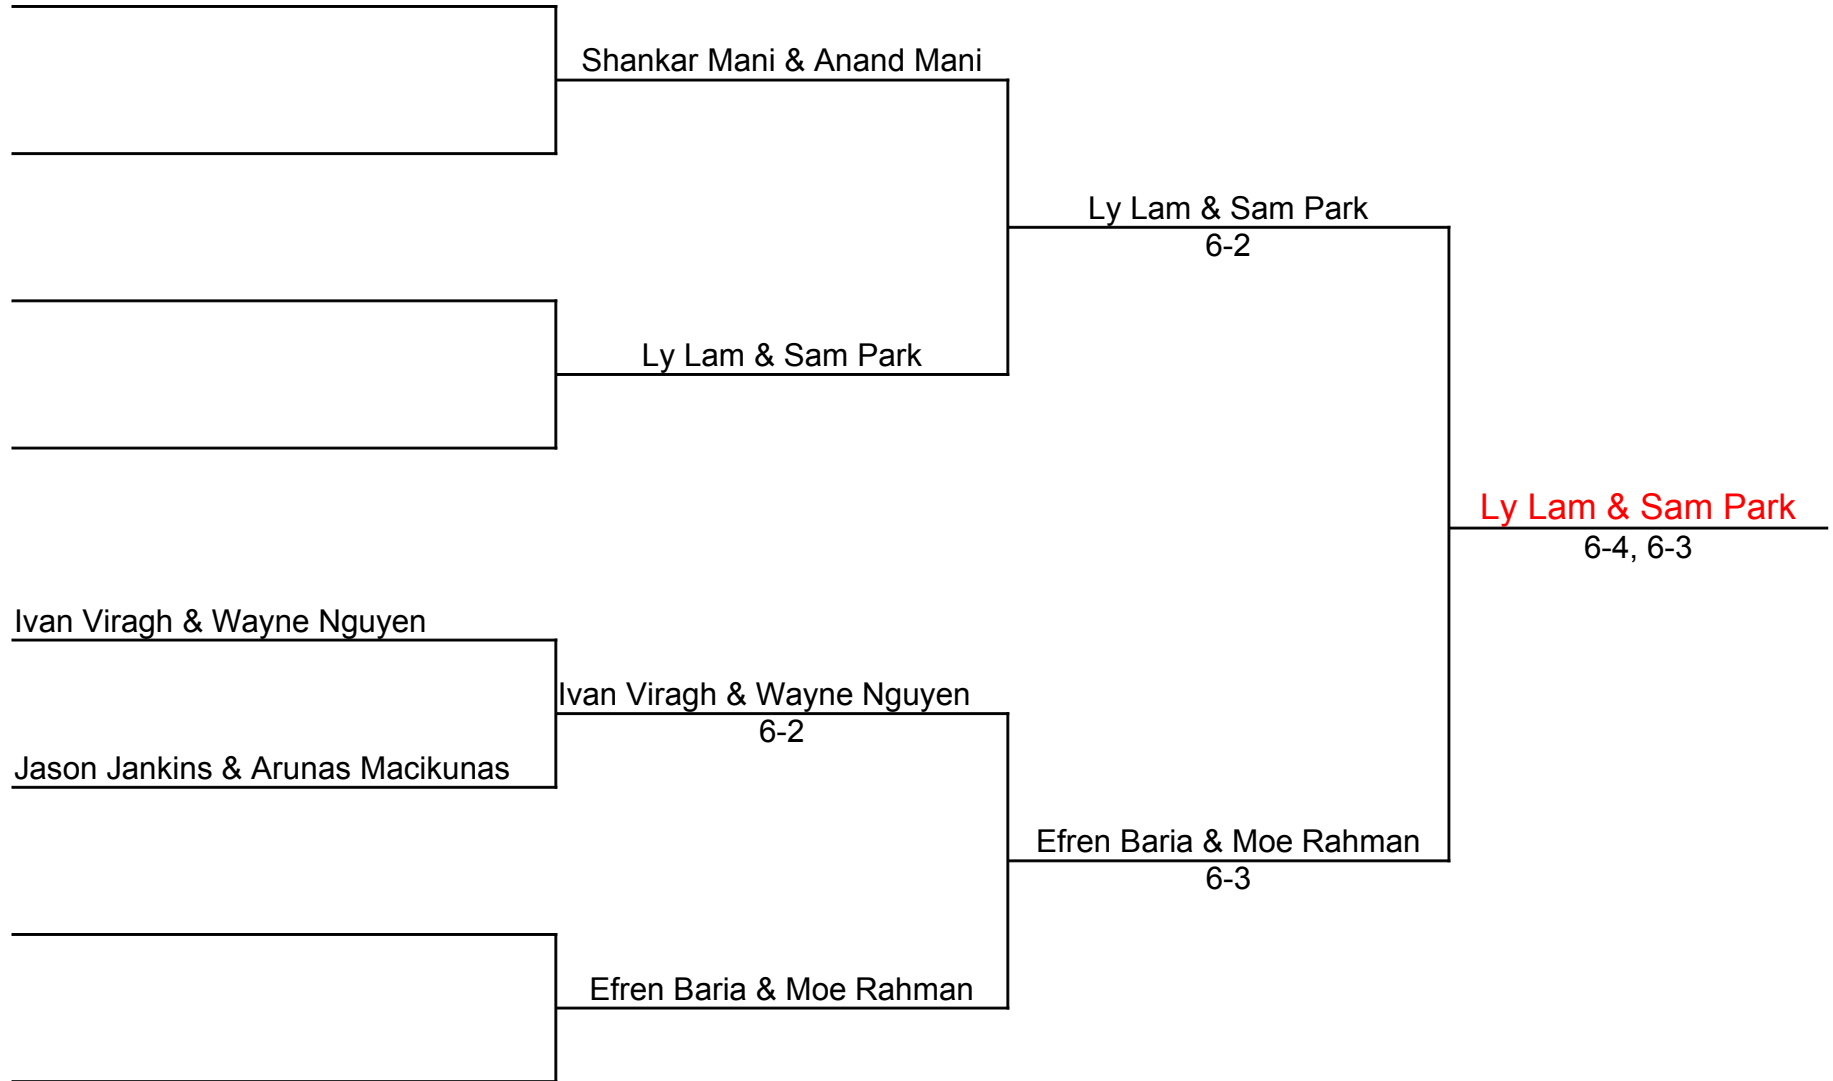 Shankar Mani & Anand Mani
Ly Lam & Sam Park
6-2
Ly Lam & Sam Park
Ly Lam & Sam Park
6-4, 6-3
Ivan Viragh & Wayne Nguyen
Ivan Viragh & Wayne Nguyen
6-2
Jason Jankins & Arunas Macikunas
Efren Baria & Moe Rahman
6-3
Efren Baria & Moe Rahman